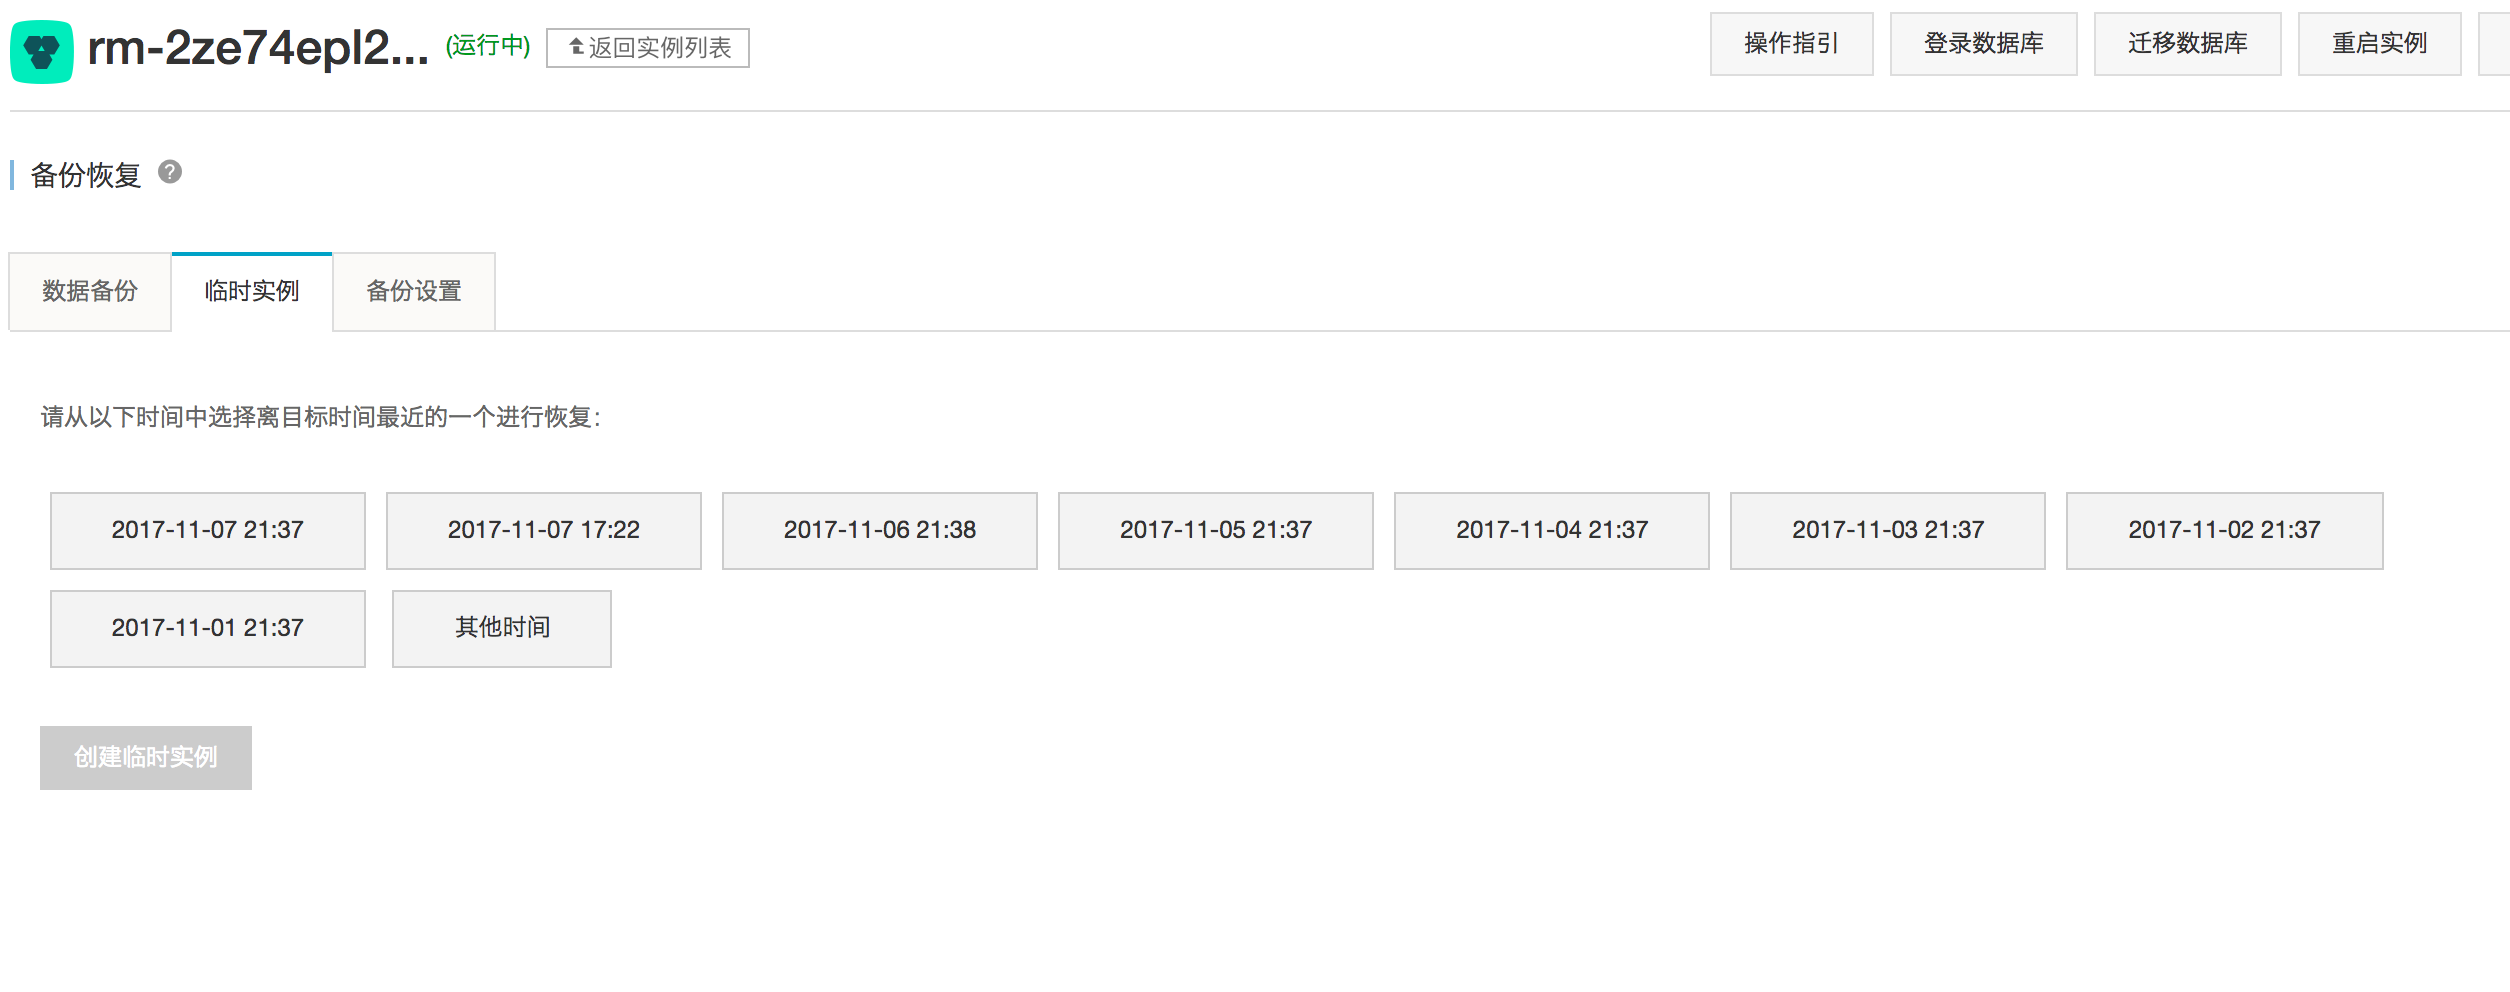 rm-2ze74epl2... (运行中) 返回实例列表 操作指引 登录数据库 迁移数据库 重启实例
备份恢复
数据备份 临时实例 备份设置
请从以下时间中选择离目标时间最近的一个进行恢复：
2017-11-07 21:37 2017-11-07 17:22 2017-11-06 21:38 2017-11-05 21:37 2017-11-04 21:37 2017-11-03 21:37 2017-11-02 21:37
2017-11-01 21:37 其他时间
创建临时实例